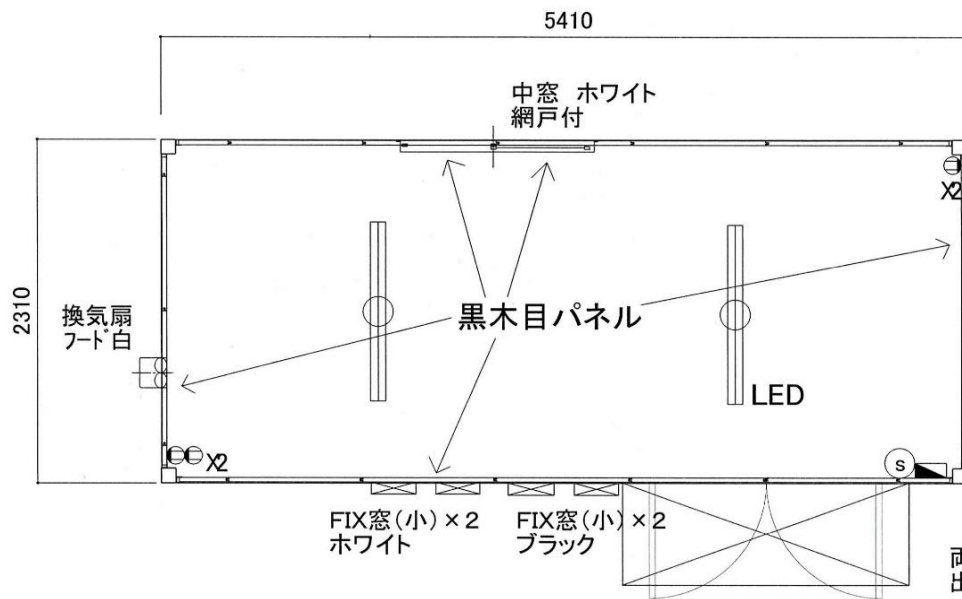 5410
中窓 ホワイト
網戸付
X2
2310
換気扇
フード白
黒木目パネル
LED
X2
S
FIX窓(小)×2
ホワイト
FIX窓(小)×2
ブラック
両
出